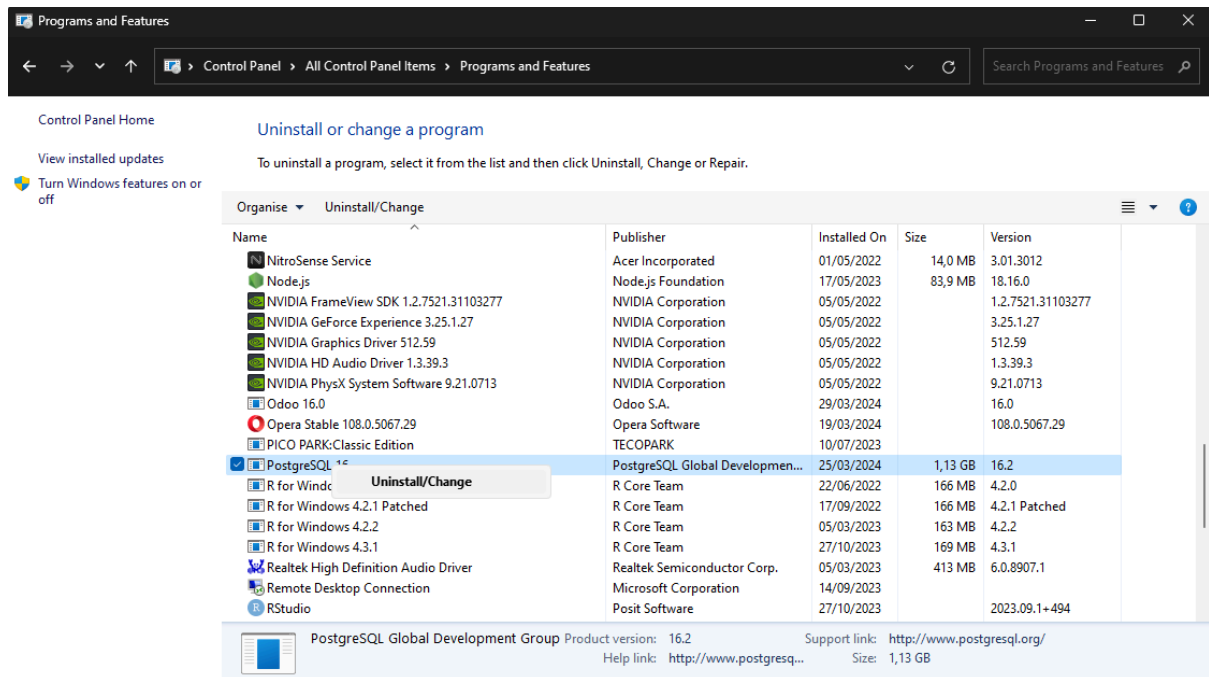 Programs and Features
Control Panel > All Control Panel Items > Programs and Features
Search Programs and Features
Control Panel Home
View installed updates
Turn Windows features on or
off
Uninstall or change a program
To uninstall a program, select it from the list and then click Uninstall, Change or Repair.
Organise Uninstall/Change
Name Publisher Installed On Size Version
NitroSense Service Acer Incorporated 01/05/2022 14,0 MB 3.01.3012
Node.js Node.js Foundation 17/05/2023 83,9 MB 18.16.0
NVIDIA FrameView SDK 1.2.7521.31103277 NVIDIA Corporation 05/05/2022 1.2.7521.31103277
NVIDIA GeForce Experience 3.25.1.27 NVIDIA Corporation 05/05/2022 3.25.1.27
NVIDIA Graphics Driver 512.59 NVIDIA Corporation 05/05/2022 512.59
NVIDIA HD Audio Driver 1.3.39.3 NVIDIA Corporation 05/05/2022 1.3.39.3
NVIDIA PhysX System Software 9.21.0713 NVIDIA Corporation 05/05/2022 9.21.0713
Odoo 16.0 Odoo S.A. 29/03/2024 16.0
Opera Stable 108.0.5067.29 Opera Software 19/03/2024 108.0.5067.29
PICO PARK:Classic Edition TECOPARK 10/07/2023
PostgreSQL 16 PostgreSQL Global Developmen... 25/03/2024 1,13 GB 16.2
Uninstall/Change
R for Windo R Core Team 22/06/2022 166 MB 4.2.0
R for Windows 4.2.1 Patched R Core Team 17/09/2022 166 MB 4.2.1 Patched
R for Windows 4.2.2 R Core Team 05/03/2023 163 MB 4.2.2
R for Windows 4.3.1 R Core Team 27/10/2023 169 MB 4.3.1
Realtek High Definition Audio Driver Realtek Semiconductor Corp. 05/03/2023 413 MB 6.0.8907.1
Remote Desktop Connection Microsoft Corporation 14/09/2023
RStudio Posit Software 27/10/2023 2023.09.1+494
PostgreSQL Global Development Group Product version: 16.2 Support link: http://www.postgresql.org/
Help link: http://www.postgresq... Size: 1,13 GB